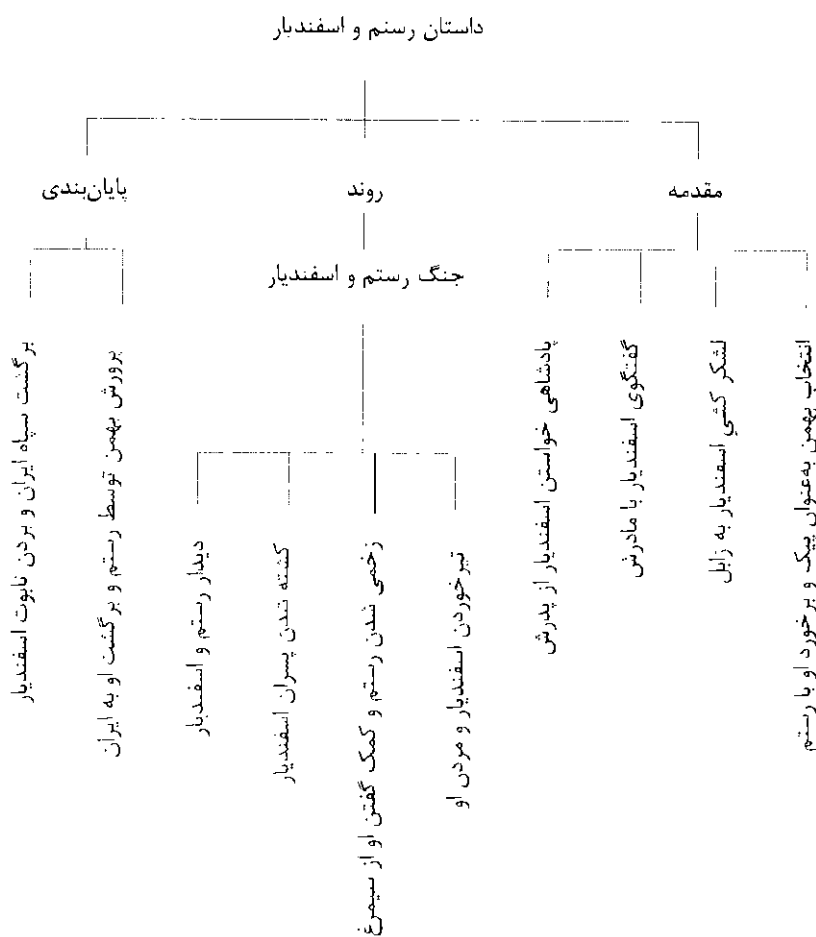 داستان رستم و اسفندیار
مقدمه
روند
پایان‌بندی
جنگ رستم و اسفندیار
انتخاب بهمن به‌عنوان پیک و برخورد او با رستم
لشکر کشیِ اسفندیار به زابل
گفتگوی اسفندیار با مادرش
پادشاهی خواستن اسفندیار از پدرش
تیرخوردن اسفندیار و مردن او
زخمی شدن رستم و کمک گفتن او از سیمرغ
کشته شدن پسران اسفندیار
دیدار رستم و اسفندیار
پرورش بهمن توسط رستم و برگشت او به ایران
برگشت سپاه ایران و بردن تابوت اسفندیار